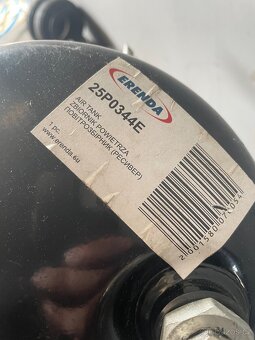 ERENDA
25P0344E
AIR TANK
ZBIORNIK POWIETRZA
ПОВІТРОЗБІРНИК (РЕСИВЕР)
1 pc.
www.erenda.eu